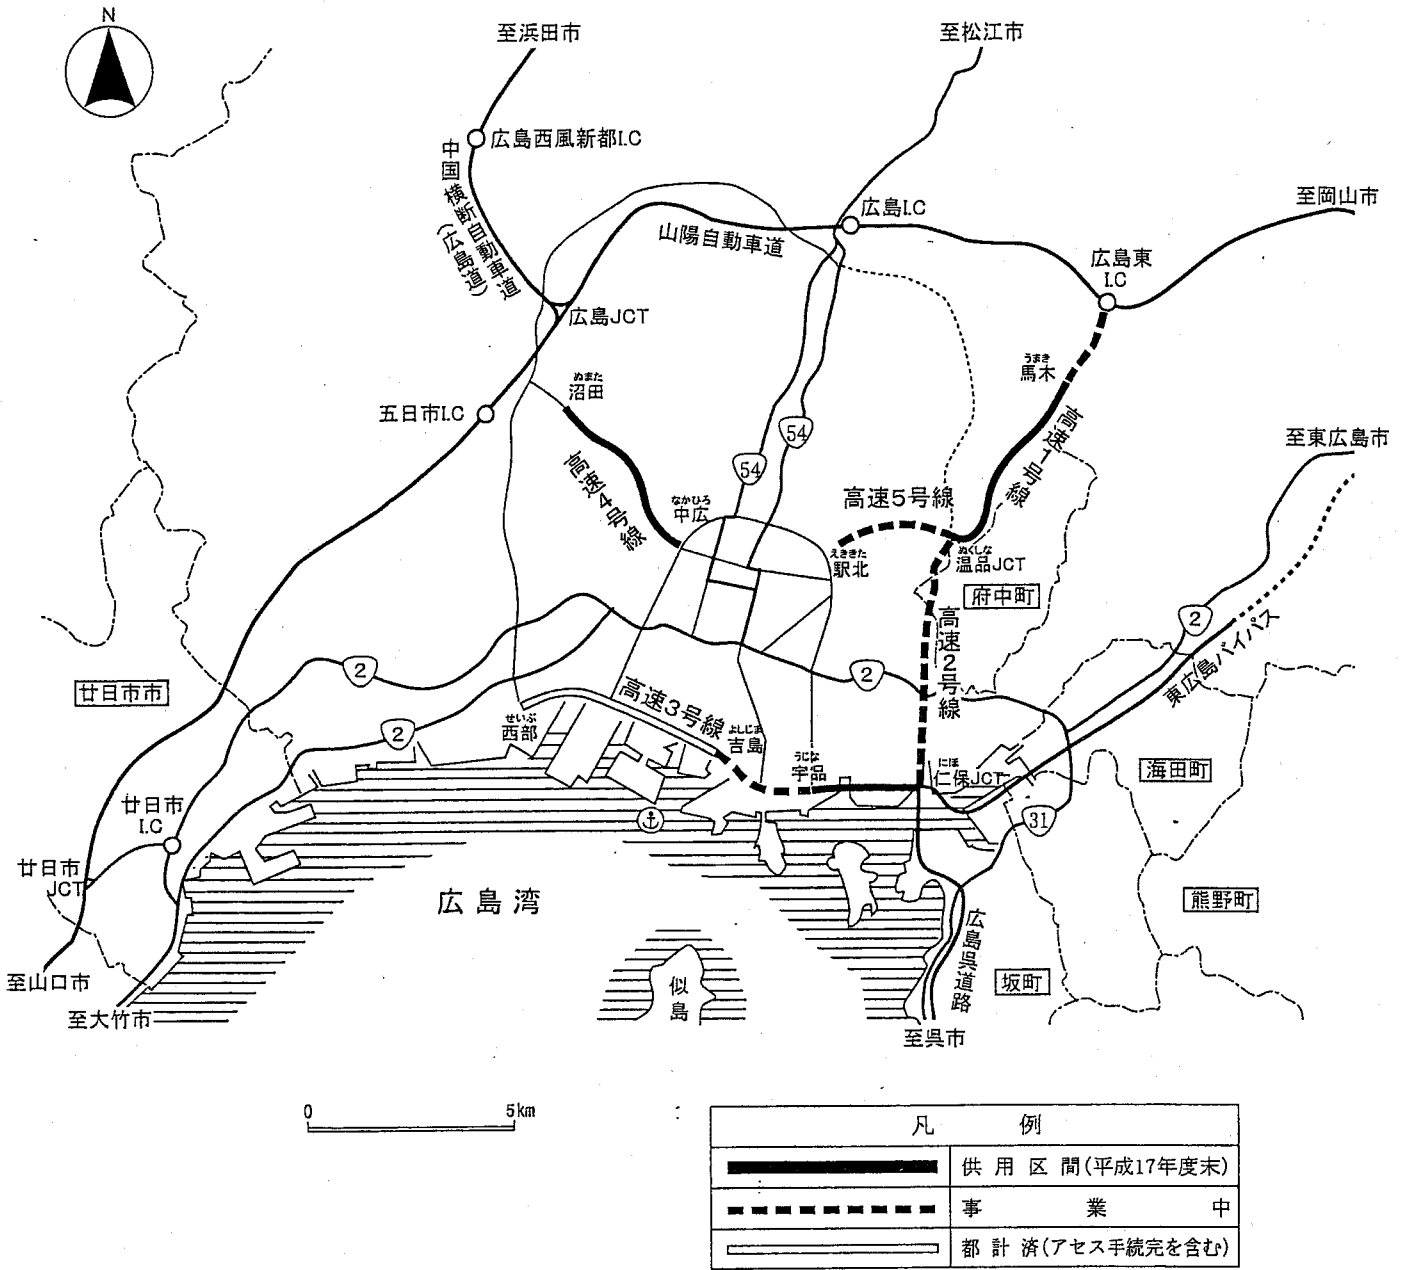 N
至浜田市
至松江市
広島西風新都I.C
中国横断自動車道
(広島道)
至岡山市
広島I.C
山陽自動車道
広島東
I.C
広島JCT
うまき
馬木
ぬまた
沼田
五日市I.C
高速1号線
54
54
至東広島市
高速4号線
なかひろ
中広
高速5号線
えききた
駅北
ぬくしな
温品JCT
府中町
高速2号線
2
東広島バイパス
2
2
廿日市市
高速3号線
せいぶ
西部
2
よしじま
吉島
うじな
宇品
にほ
仁保JCT
海田町
廿日市
I.C
31
廿日市
JCT
広島湾
熊野町
広島呉道路
似島
坂町
至山口市
至大竹市
至呉市
0 5km
凡例
供用区間(平成17年度末)
事業中
都計済(アセス手続完を含む)